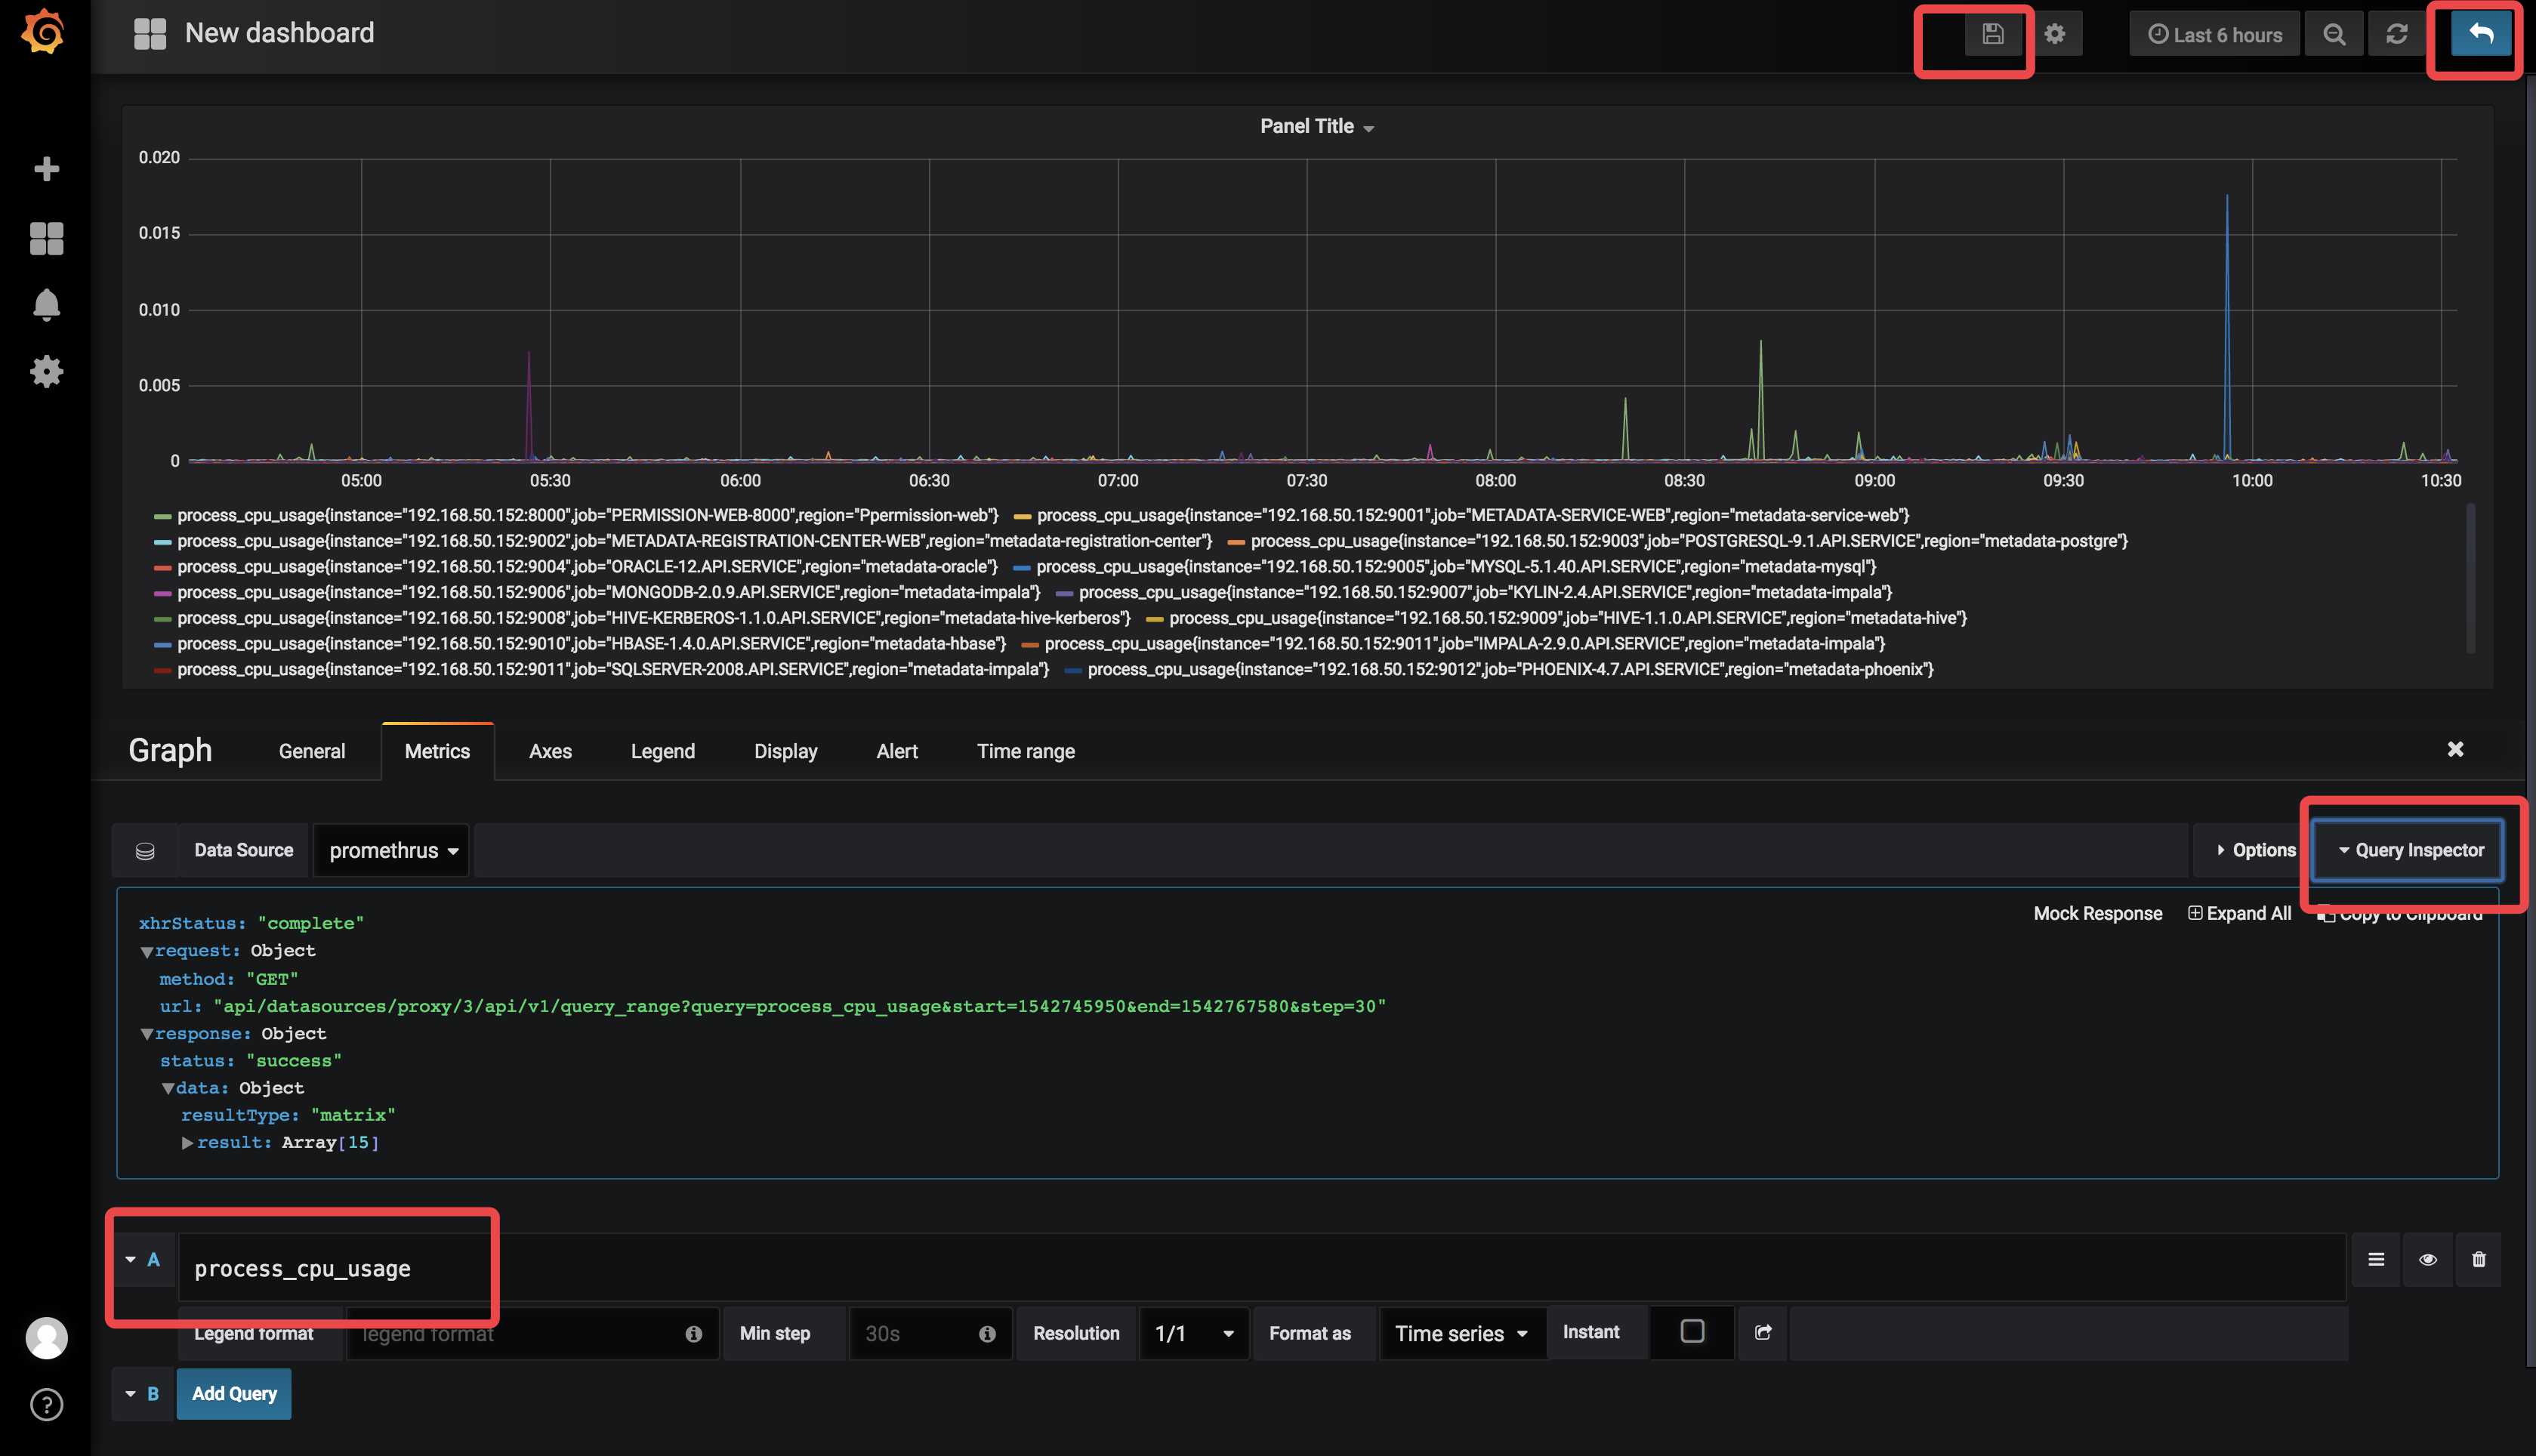 New dashboard
Last 6 hours
Panel Title
0.020
0.015
0.010
0.005
0
05:00 05:30 06:00 06:30 07:00 07:30 08:00 08:30 09:00 09:30 10:00 10:30
process_cpu_usage{instance="192.168.50.152:8000",job="PERMISSION-WEB-8000",region="Ppermission-web"} process_cpu_usage{instance="192.168.50.152:9001",job="METADATA-SERVICE-WEB",region="metadata-service-web"}
process_cpu_usage{instance="192.168.50.152:9002",job="METADATA-REGISTRATION-CENTER-WEB",region="metadata-registration-center"} process_cpu_usage{instance="192.168.50.152:9003",job="POSTGRESQL-9.1.API.SERVICE",region="metadata-postgre"}
process_cpu_usage{instance="192.168.50.152:9004",job="ORACLE-12.API.SERVICE",region="metadata-oracle"} process_cpu_usage{instance="192.168.50.152:9005",job="MYSQL-5.1.40.API.SERVICE",region="metadata-mysql"}
process_cpu_usage{instance="192.168.50.152:9006",job="MONGODB-2.0.9.API.SERVICE",region="metadata-impala"} process_cpu_usage{instance="192.168.50.152:9007",job="KYLIN-2.4.API.SERVICE",region="metadata-impala"}
process_cpu_usage{instance="192.168.50.152:9008",job="HIVE-KERBEROS-1.1.0.API.SERVICE",region="metadata-hive-kerberos"} process_cpu_usage{instance="192.168.50.152:9009",job="HIVE-1.1.0.API.SERVICE",region="metadata-hive"}
process_cpu_usage{instance="192.168.50.152:9010",job="HBASE-1.4.0.API.SERVICE",region="metadata-hbase"} process_cpu_usage{instance="192.168.50.152:9011",job="IMPALA-2.9.0.API.SERVICE",region="metadata-impala"}
process_cpu_usage{instance="192.168.50.152:9011",job="SQLSERVER-2008.API.SERVICE",region="metadata-impala"} process_cpu_usage{instance="192.168.50.152:9012",job="PHOENIX-4.7.API.SERVICE",region="metadata-phoenix"}
Graph General Metrics Axes Legend Display Alert Time range
Data Source promethrus Options Query Inspector
Mock Response Expand All Copy to Clipboard
xhrStatus: "complete"
request: Object
method: "GET"
url: "api/datasources/proxy/3/api/v1/query_range?query=process_cpu_usage&start=1542745950&end=1542767580&step=30"
response: Object
status: "success"
data: Object
resultType: "matrix"
result: Array[15]
A process_cpu_usage
Legend format legend format Min step 30s Resolution 1/1 Format as Time series Instant
B Add Query